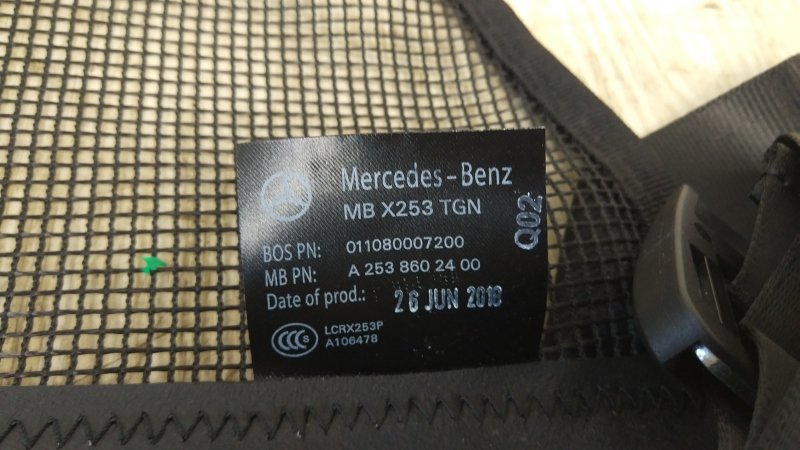 Mercedes-Benz
MB X253 TGN
Q02
BOS PN: 011080007200
MB PN: A 253 860 24 00
Date of prod.: 26 JUN 2018
CCC S
LCRX253P
A106478